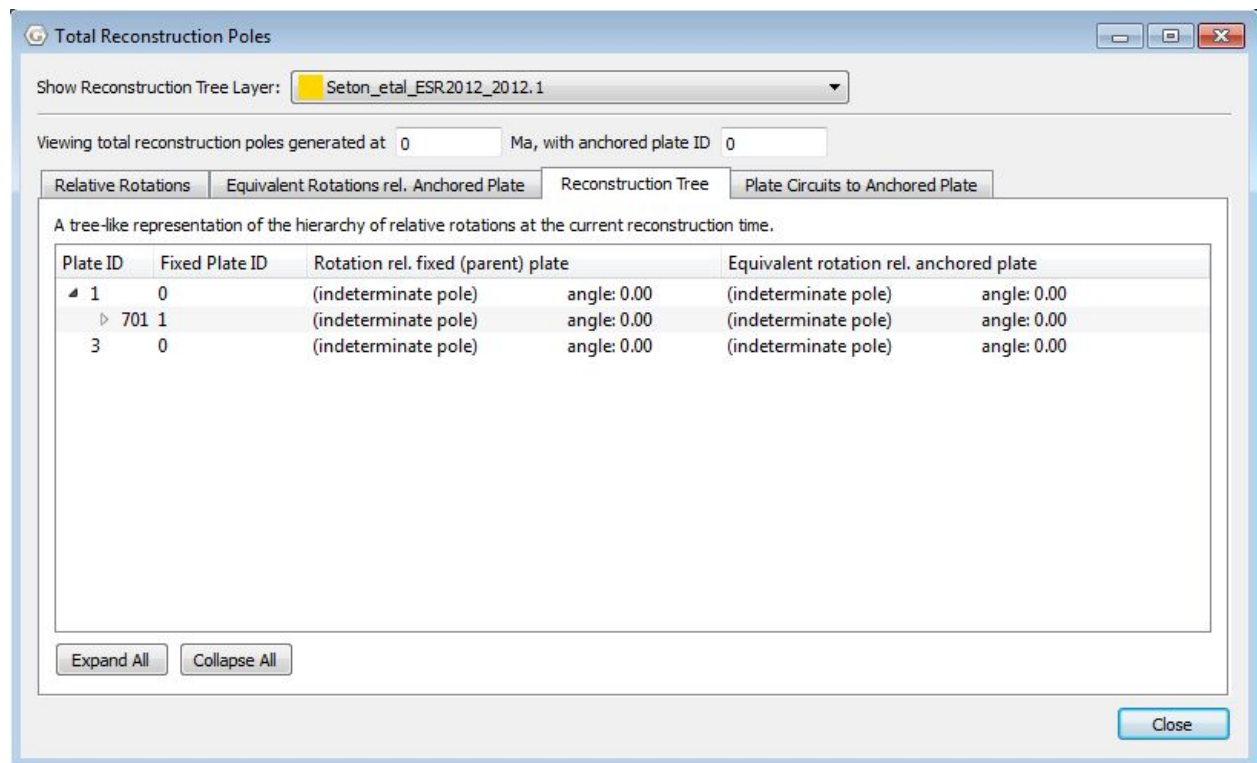 Total Reconstruction Poles
Show Reconstruction Tree Layer: Seton_etal_ESR2012_2012.1
Viewing total reconstruction poles generated at 0 Ma, with anchored plate ID 0
Relative Rotations Equivalent Rotations rel. Anchored Plate Reconstruction Tree Plate Circuits to Anchored Plate
A tree-like representation of the hierarchy of relative rotations at the current reconstruction time.
Plate ID Fixed Plate ID Rotation rel. fixed (parent) plate Equivalent rotation rel. anchored plate
1 0 (indeterminate pole) angle: 0.00 (indeterminate pole) angle: 0.00
701 1 (indeterminate pole) angle: 0.00 (indeterminate pole) angle: 0.00
3 0 (indeterminate pole) angle: 0.00 (indeterminate pole) angle: 0.00
Expand All Collapse All
Close